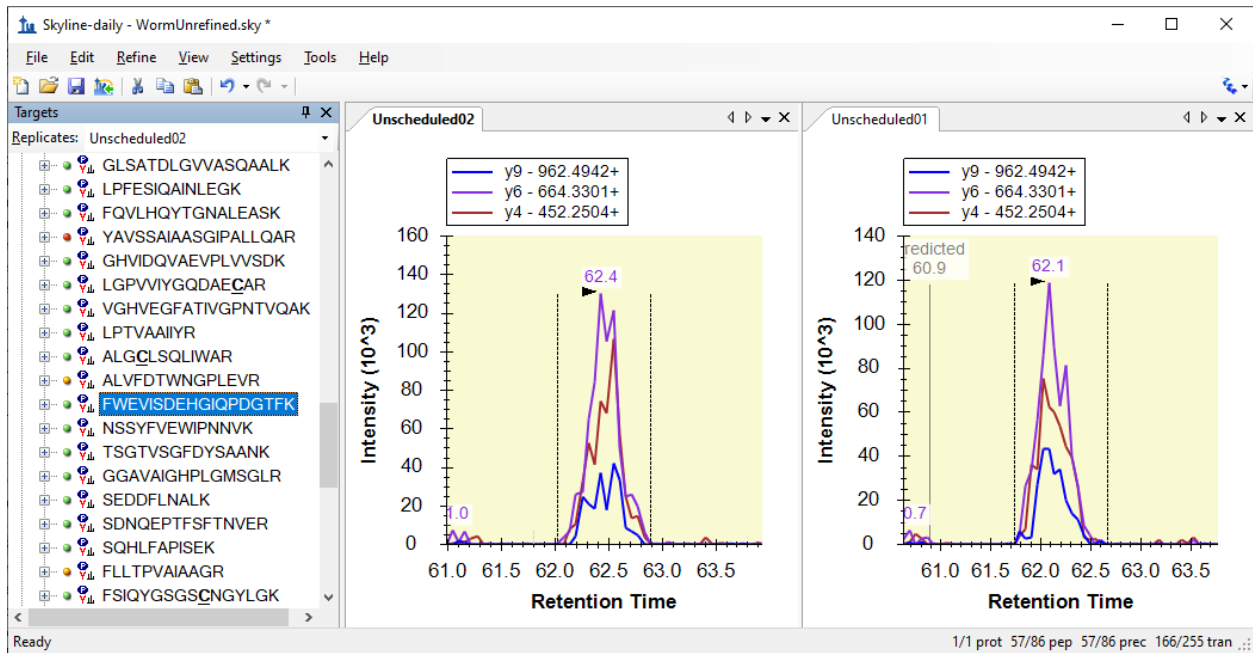 Skyline-daily - WormUnrefined.sky *
File Edit Refine View Settings Tools Help
Targets
Replicates: Unscheduled02
GLSATDLGVVASQAALK
LPFESIQAINLEGK
FQVLHQYTGNALEASK
YAVSSAIAASGIPALLQAR
GHVIDQVAEVPLVVSDK
LGPVVIYGQDAECAR
VGHVEGFATIVGPNTVQAK
LPTVAAIIYR
ALGCLSQLIWAR
ALVFDTWNGPLEVR
FWEVISDEHGIQPDGTFK
NSSYFVEWIPNNVK
TSGTVSGFDYSAANK
GGAVAIGHPLGMSGLR
SEDDFLNALK
SDNQEPTFSFTNVER
SQHLFAPISEK
FLLTPVAIAAGR
FSIQYGSGSCNGYLGK
Unscheduled02
y9 - 962.4942+
y6 - 664.3301+
y4 - 452.2504+
160
140
120
100
80
60
40
20
0
62.4
1.0
61.0 61.5 62.0 62.5 63.0 63.5
Retention Time
Intensity (10^3)
Unscheduled01
y9 - 962.4942+
y6 - 664.3301+
y4 - 452.2504+
140
120
100
80
60
40
20
0
redicted
60.9
62.1
0.7
61.0 61.5 62.0 62.5 63.0 63.5
Retention Time
Intensity (10^3)
Ready
1/1 prot 57/86 pep 57/86 prec 166/255 tran